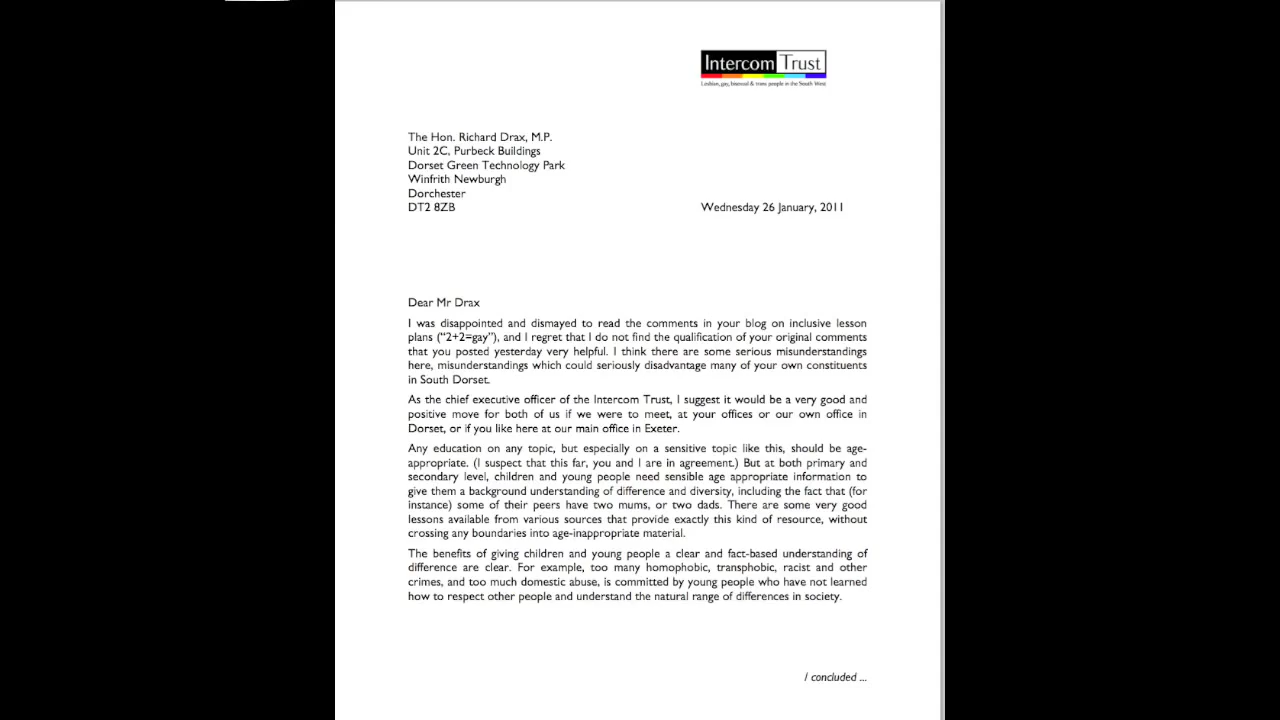 Intercom Trust
Lesbian, gay, bisexual & trans people in the South West
The Hon. Richard Drax, M.P.
Unit 2C, Purbeck Buildings
Dorset Green Technology Park
Winfrith Newburgh
Dorchester
DT2 8ZB
Wednesday 26 January, 2011
Dear Mr Drax
I was disappointed and dismayed to read the comments in your blog on inclusive lesson
plans (“2+2=gay”), and I regret that I do not find the qualification of your original comments
that you posted yesterday very helpful. I think there are some serious misunderstandings
here, misunderstandings which could seriously disadvantage many of your own constituents
in South Dorset.
As the chief executive officer of the Intercom Trust, I suggest it would be a very good and
positive move for both of us if we were to meet, at your offices or our own office in
Dorset, or if you like here at our main office in Exeter.
Any education on any topic, but especially on a sensitive topic like this, should be age-
appropriate. (I suspect that this far, you and I are in agreement.) But at both primary and
secondary level, children and young people need sensible age appropriate information to
give them a background understanding of difference and diversity, including the fact that (for
instance) some of their peers have two mums, or two dads. There are some very good
lessons available from various sources that provide exactly this kind of resource, without
crossing any boundaries into age-inappropriate material.
The benefits of giving children and young people a clear and fact-based understanding of
difference are clear. For example, too many homophobic, transphobic, racist and other
crimes, and too much domestic abuse, is committed by young people who have not learned
how to respect other people and understand the natural range of differences in society.
/ concluded ...